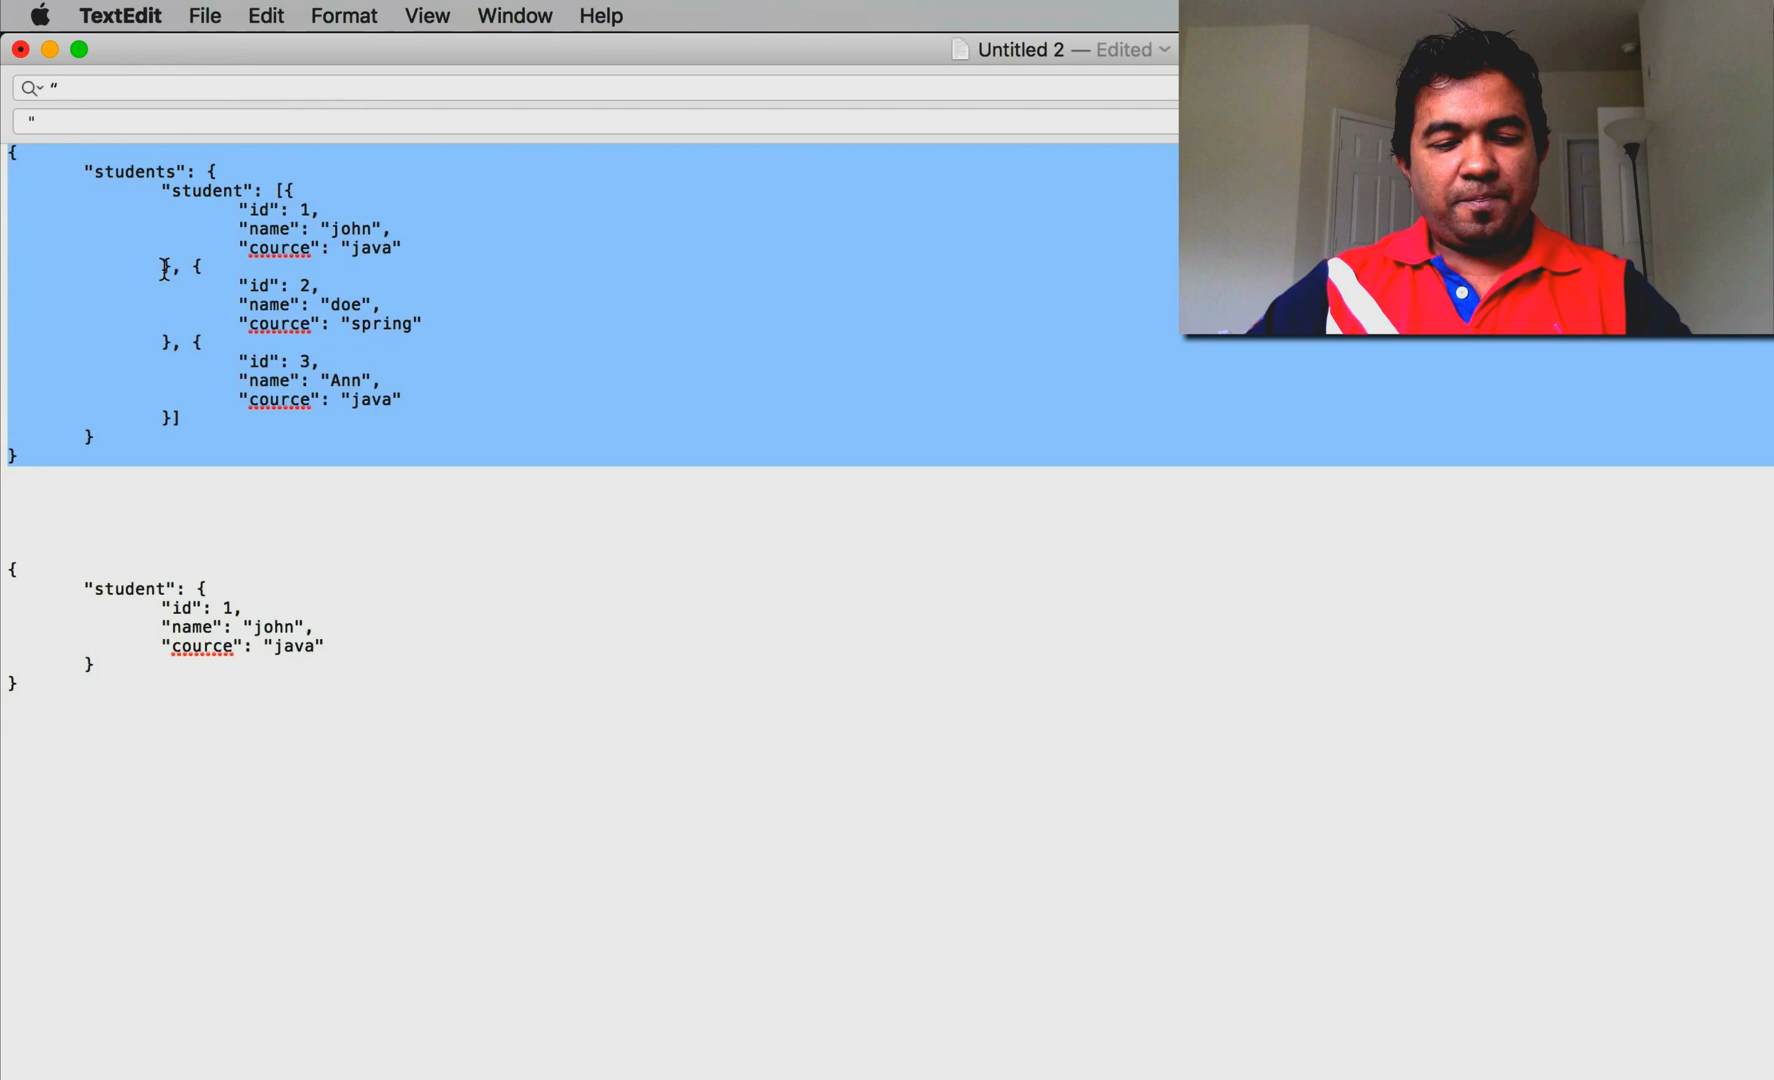 TextEdit File Edit Format View Window Help
Untitled 2 — Edited
“
"
{
"students": {
"student": [{
"id": 1,
"name": "john",
"cource": "java"
}, {
"id": 2,
"name": "doe",
"cource": "spring"
}, {
"id": 3,
"name": "Ann",
"cource": "java"
}]
}
}
{
"student": {
"id": 1,
"name": "john",
"cource": "java"
}
}